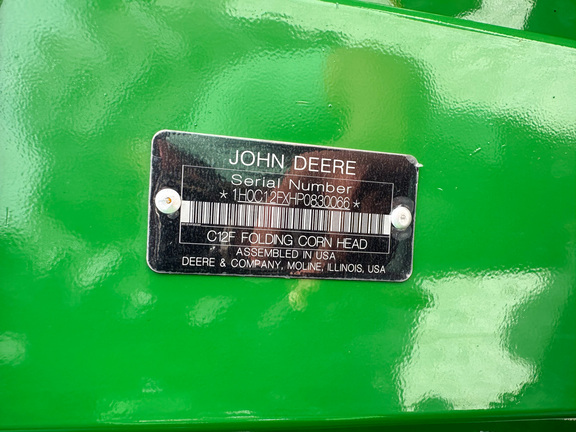 JOHN DEERE
Serial Number
*1H0C12FXHP0830066*
C12F FOLDING CORN HEAD
ASSEMBLED IN USA
DEERE & COMPANY, MOLINE, ILLINOIS, USA